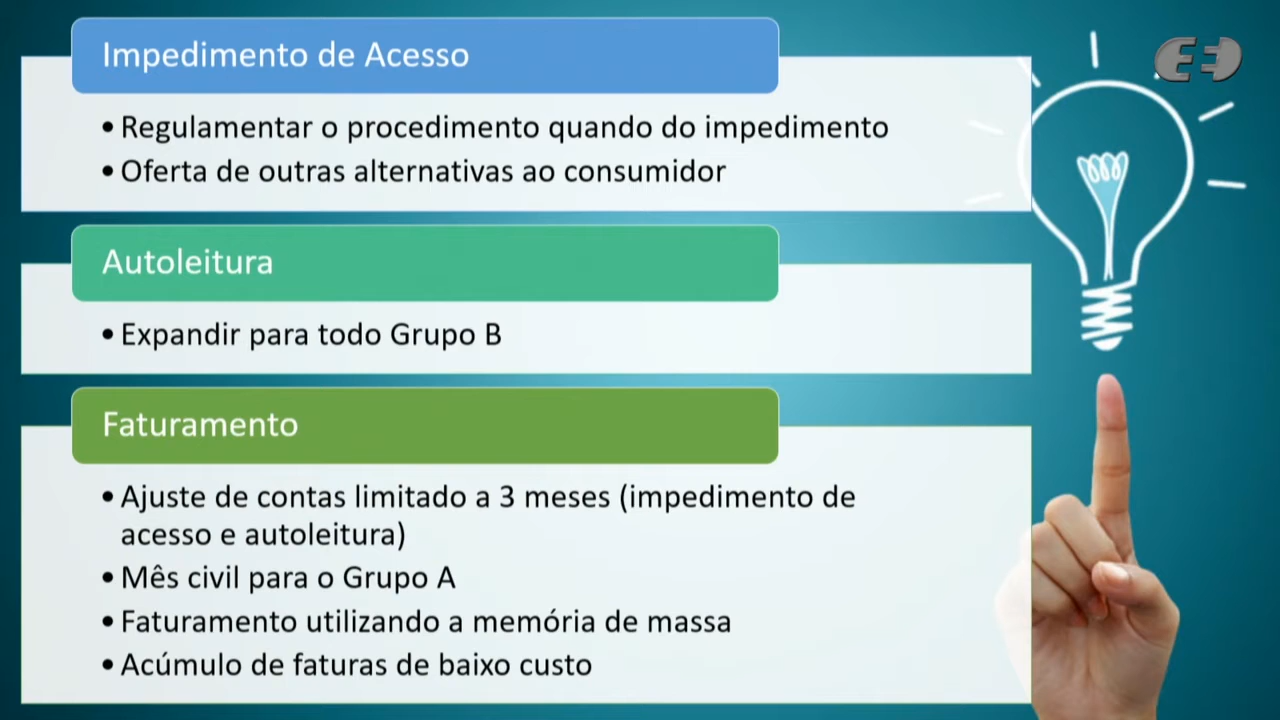 Impedimento de Acesso
• Regulamentar o procedimento quando do impedimento
• Oferta de outras alternativas ao consumidor
Autoleitura
• Expandir para todo Grupo B
Faturamento
• Ajuste de contas limitado a 3 meses (impedimento de
acesso e autoleitura)
• Mês civil para o Grupo A
• Faturamento utilizando a memória de massa
• Acúmulo de faturas de baixo custo